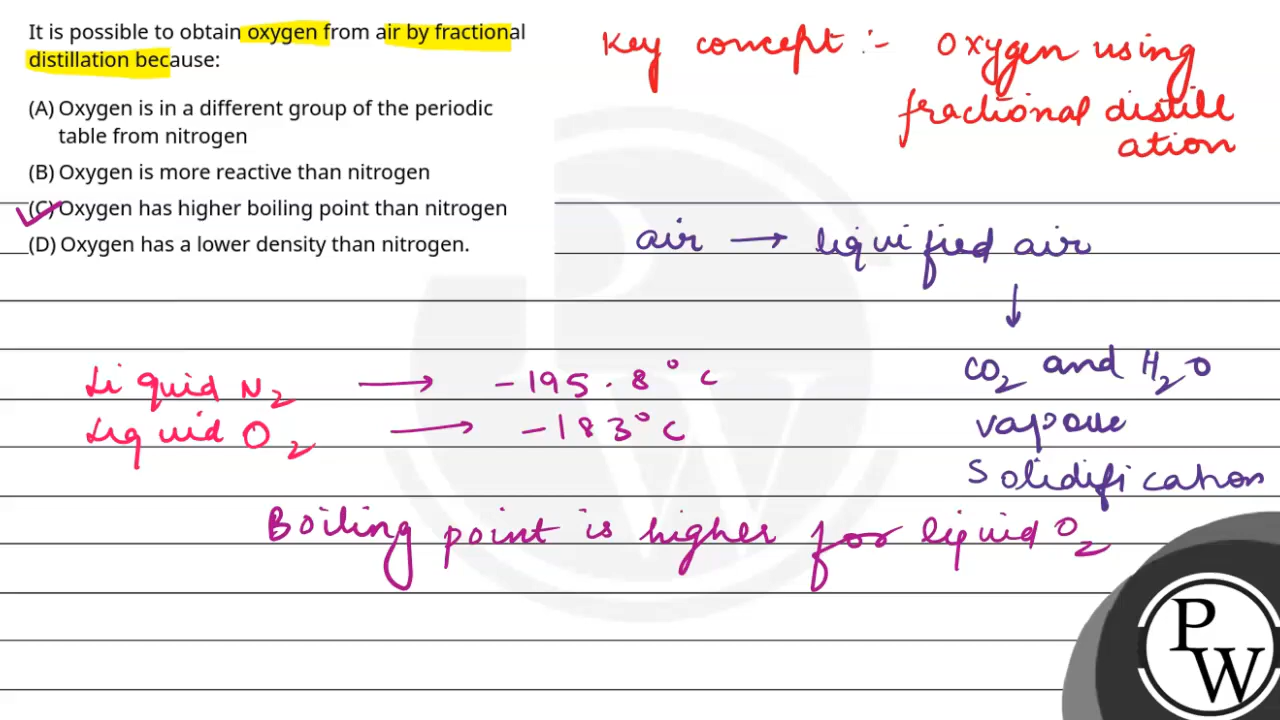 It is possible to obtain oxygen from air by fractional
distillation because:
(A) Oxygen is in a different group of the periodic
table from nitrogen
(B) Oxygen is more reactive than nitrogen
(C) Oxygen has higher boiling point than nitrogen
(D) Oxygen has a lower density than nitrogen.
Key concept :- Oxygen using
fractional distill
ation
air → liquified air
↓
CO2 and H2O
vapour
Solidification
Liquid N2 → -195.8°C
Liquid O2 → -183°C
Boiling point is higher for liquid O2
PW
PW